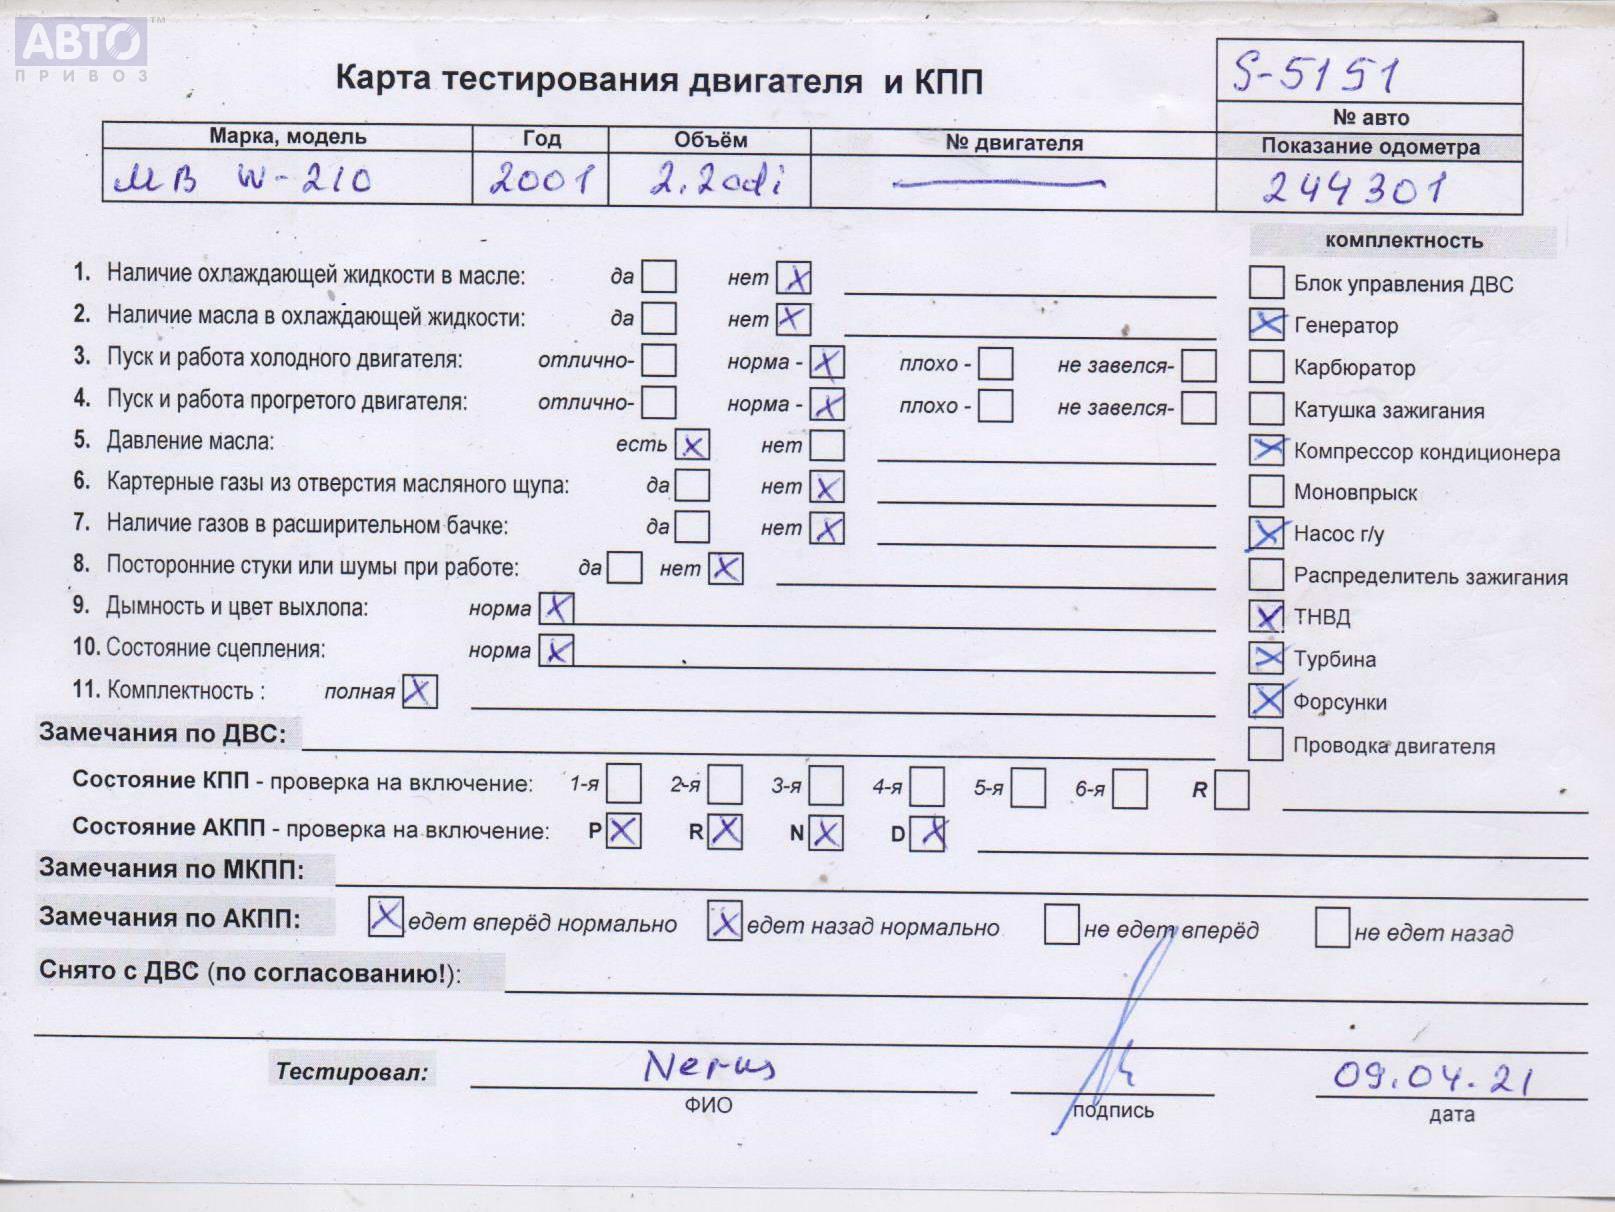 АВТО™
ПРИВОЗ
Карта тестирования двигателя и КПП
S-5151
№ авто
Марка, модель Год Объём № двигателя Показание одометра
МВ W-210 2001 2.2cdi — 244301
комплектность
1. Наличие охлаждающей жидкости в масле: да нет X
Блок управления ДВС
2. Наличие масла в охлаждающей жидкости: да нет X
X Генератор
3. Пуск и работа холодного двигателя: отлично- норма - X плохо - не завелся-
Карбюратор
4. Пуск и работа прогретого двигателя: отлично- норма - X плохо - не завелся-
Катушка зажигания
5. Давление масла: есть X нет
X Компрессор кондиционера
6. Картерные газы из отверстия масляного щупа: да нет X
Моновпрыск
7. Наличие газов в расширительном бачке: да нет X
X Насос г/у
8. Посторонние стуки или шумы при работе: да нет X
Распределитель зажигания
9. Дымность и цвет выхлопа: норма X
X ТНВД
10. Состояние сцепления: норма X
X Турбина
11. Комплектность : полная X
X Форсунки
Замечания по ДВС:
Проводка двигателя
Состояние КПП - проверка на включение: 1-я 2-я 3-я 4-я 5-я 6-я R
Состояние АКПП - проверка на включение: P X R X N X D X
Замечания по МКПП:
Замечания по АКПП: X едет вперёд нормально X едет назад нормально не едет вперёд не едет назад
Снято с ДВС (по согласованию!):
Тестировал: 09.04.21
ФИО подпись дата